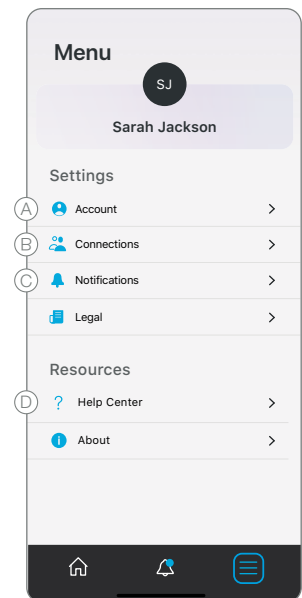 Menu
SJ
Sarah Jackson
Settings
A Account
B Connections
C Notifications
Legal
Resources
D ? Help Center
i About